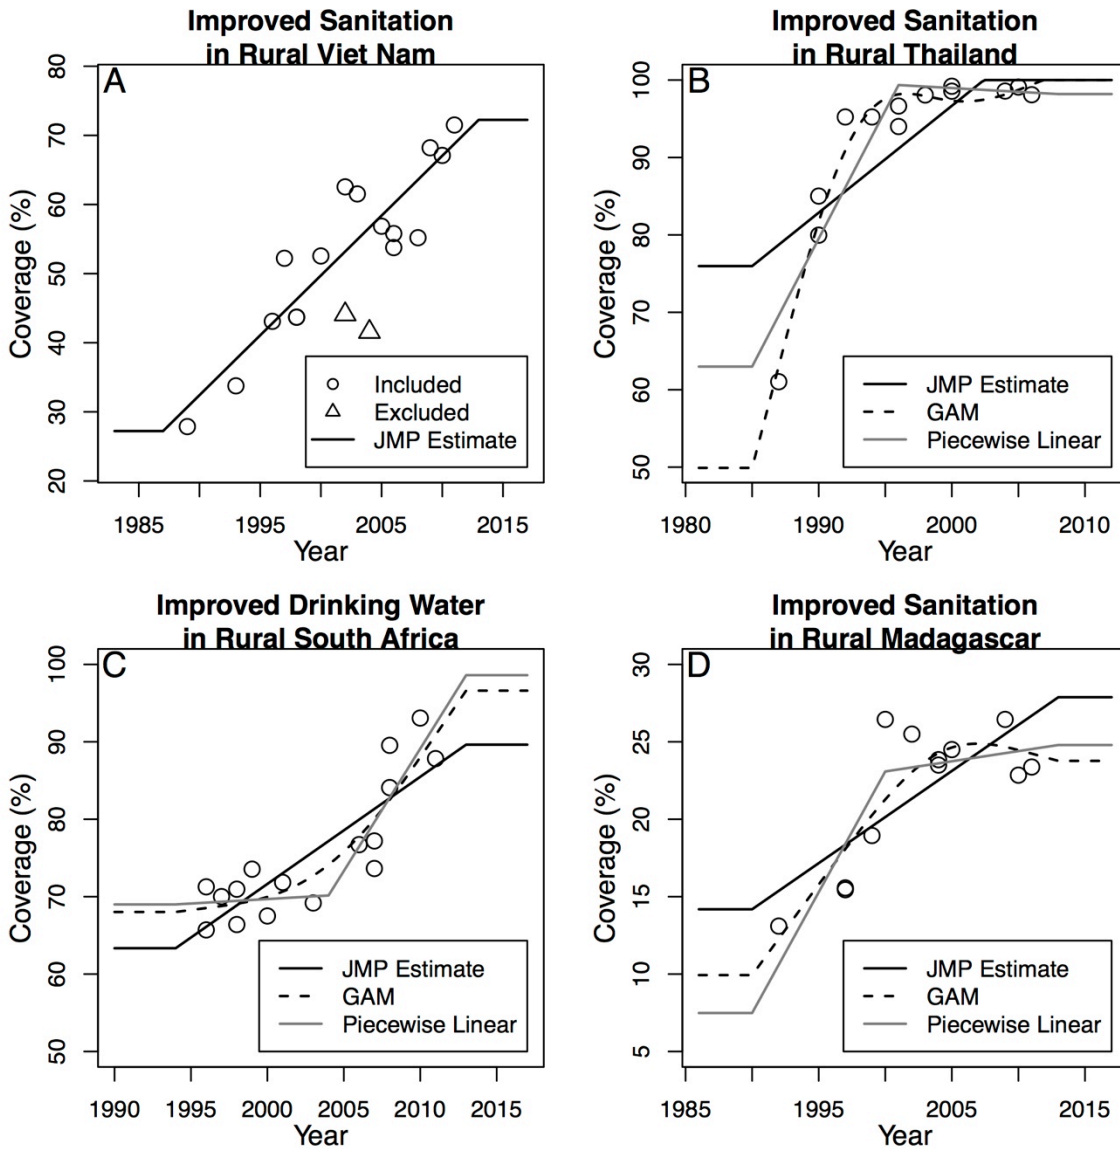 Improved Sanitation
in Rural Viet Nam
A
80
70
60
50
40
30
20
Coverage (%)
Included
Excluded
JMP Estimate
1985 1995 2005 2015
Year
Improved Sanitation
in Rural Thailand
B
100
90
80
70
60
50
Coverage (%)
JMP Estimate
GAM
Piecewise Linear
1980 1990 2000 2010
Year
Improved Drinking Water
in Rural South Africa
C
100
90
80
70
60
50
Coverage (%)
JMP Estimate
GAM
Piecewise Linear
1990 1995 2000 2005 2010 2015
Year
Improved Sanitation
in Rural Madagascar
D
30
25
20
15
10
5
Coverage (%)
JMP Estimate
GAM
Piecewise Linear
1985 1995 2005 2015
Year